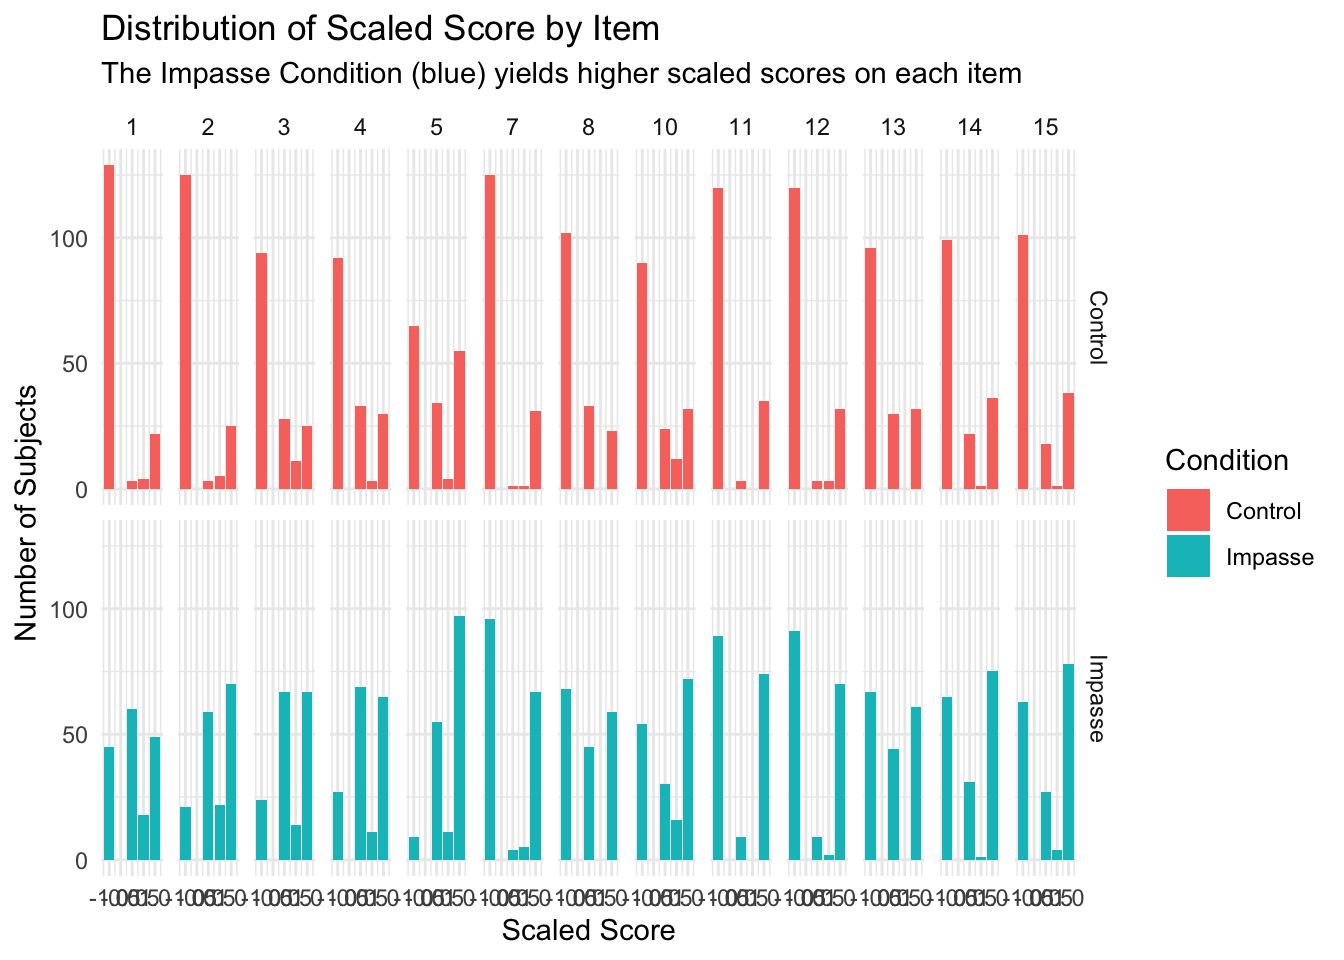 Distribution of Scaled Score by Item
The Impasse Condition (blue) yields higher scaled scores on each item
1 2 3 4 5 7 8 10 11 12 13 14 15
100
50
0
Control
100
50
0
Impasse
Number of Subjects
Scaled Score
Condition
Control
Impasse